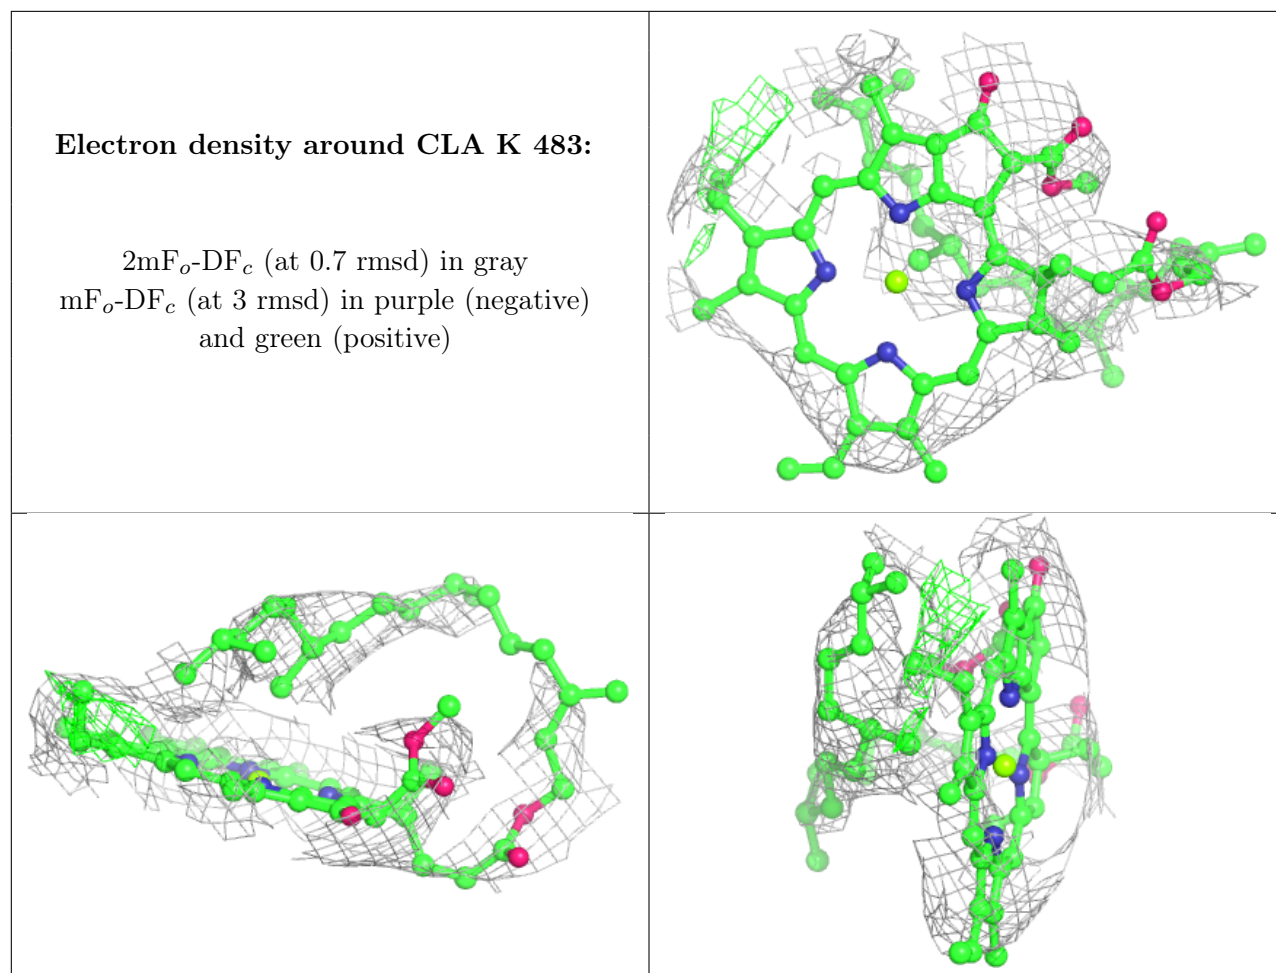 Electron density around CLA K 483:
2mFo-DFc (at 0.7 rmsd) in gray
mFo-DFc (at 3 rmsd) in purple (negative)
and green (positive)